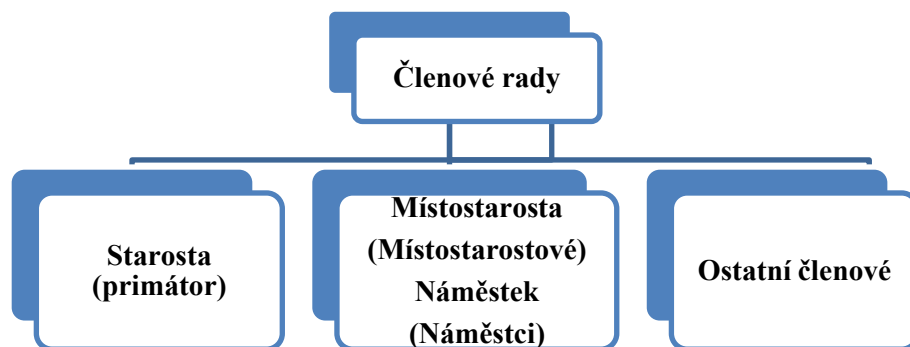 Členové rady
Starosta
(primátor)
Místostarosta
(Místostarostové)
Náměstek
(Náměstci)
Ostatní členové